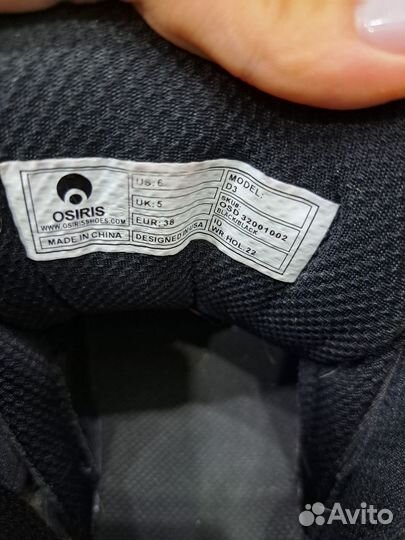 OSIRIS
WWW.OSIRISSHOES.COM
MADE IN CHINA
US: 6
UK: 5
EUR: 38
DESIGNED IN USA
MODEL:
D3
SKU#:
OSD 32001002
BLACK/BLACK
ID
WR HOL: 22
Avito